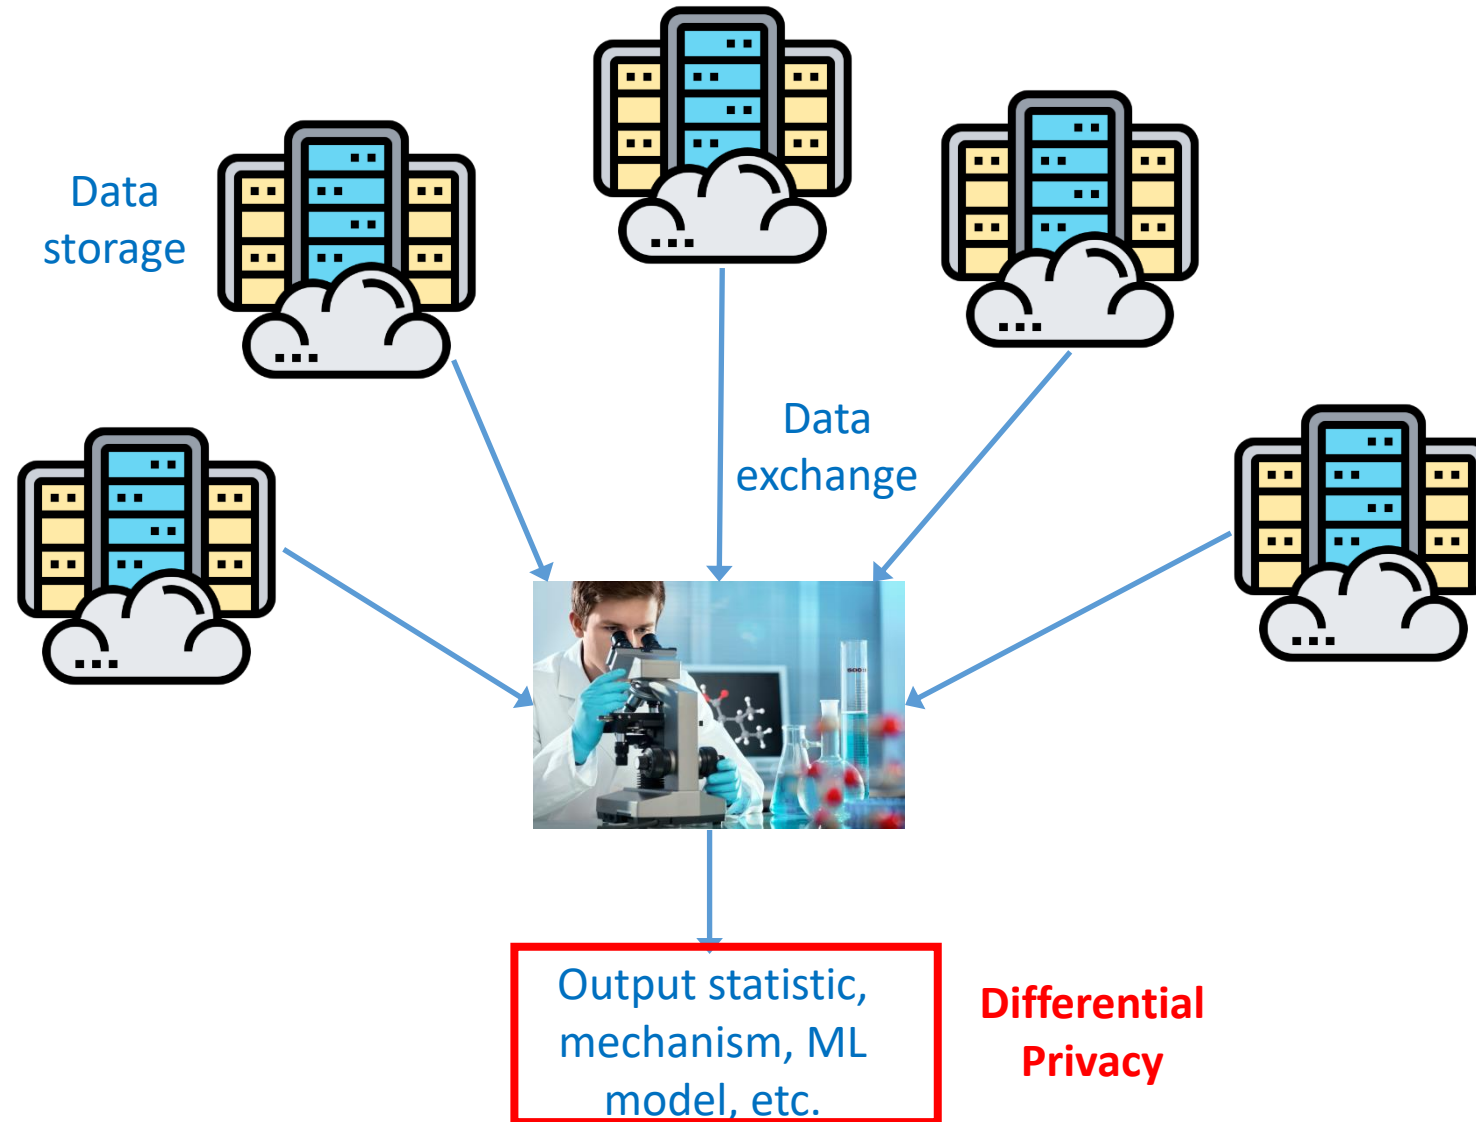 Data
storage
Data
exchange
Output statistic,
mechanism, ML
model, etc.
Differential
Privacy